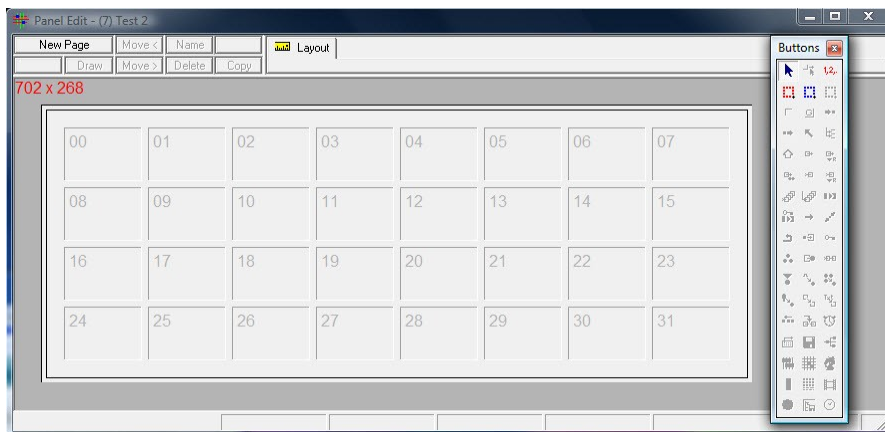 Panel Edit - (7) Test 2
New Page Move < Name Layout
Draw Move > Delete Copy
702 x 268
00 01 02 03 04 05 06 07
08 09 10 11 12 13 14 15
16 17 18 19 20 21 22 23
24 25 26 27 28 29 30 31
Buttons
1,2,.